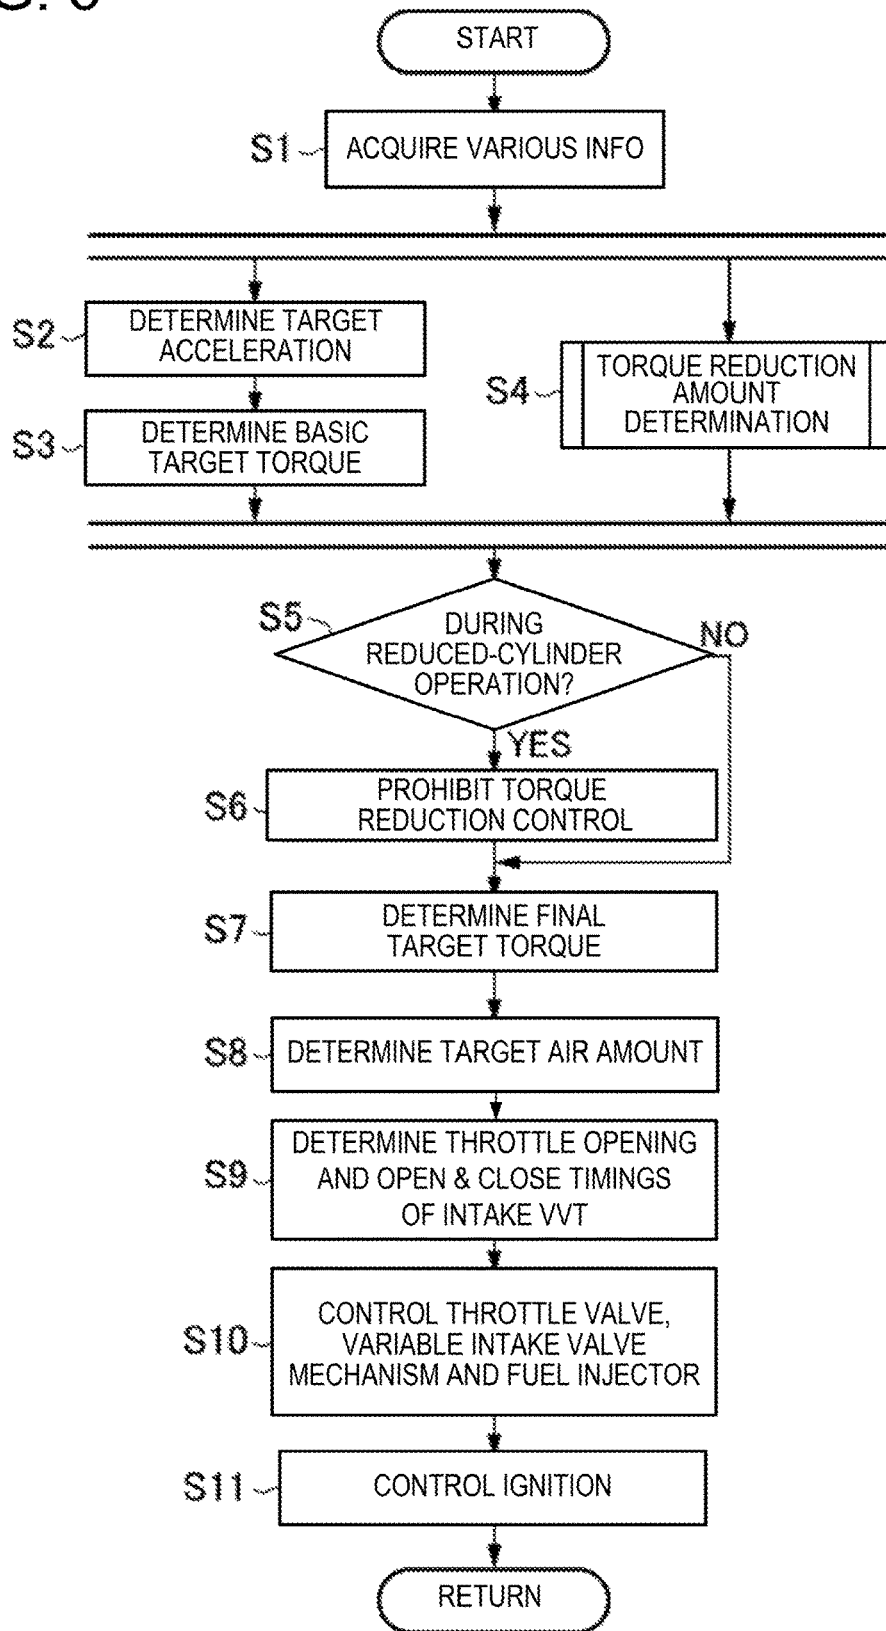 START
S1
ACQUIRE VARIOUS INFO
S2
DETERMINE TARGET
ACCELERATION
S3
DETERMINE BASIC
TARGET TORQUE
S4
TORQUE REDUCTION
AMOUNT
DETERMINATION
S5
DURING
REDUCED-CYLINDER
OPERATION?
NO
YES
S6
PROHIBIT TORQUE
REDUCTION CONTROL
S7
DETERMINE FINAL
TARGET TORQUE
S8
DETERMINE TARGET AIR AMOUNT
S9
DETERMINE THROTTLE OPENING
AND OPEN & CLOSE TIMINGS
OF INTAKE VVT
S10
CONTROL THROTTLE VALVE,
VARIABLE INTAKE VALVE
MECHANISM AND FUEL INJECTOR
S11
CONTROL IGNITION
RETURN